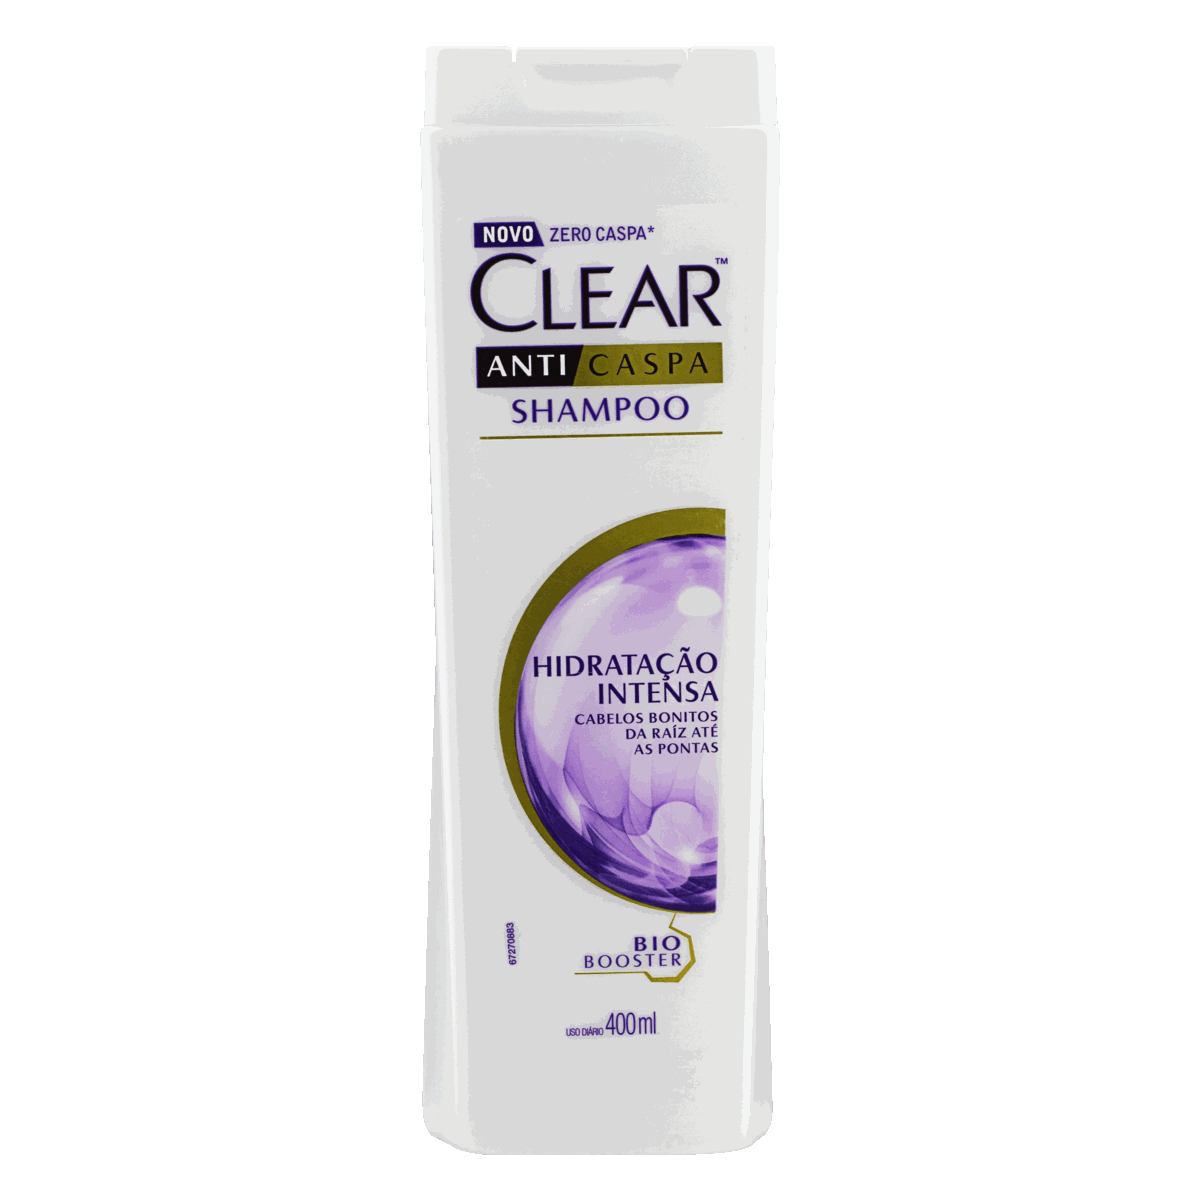 NOVO ZERO CASPA*
CLEAR™
ANTI CASPA
SHAMPOO
HIDRATAÇÃO
INTENSA
CABELOS BONITOS
DA RAÍZ ATÉ
AS PONTAS
67270883
BIO
BOOSTER
USO DIÁRIO 400ml